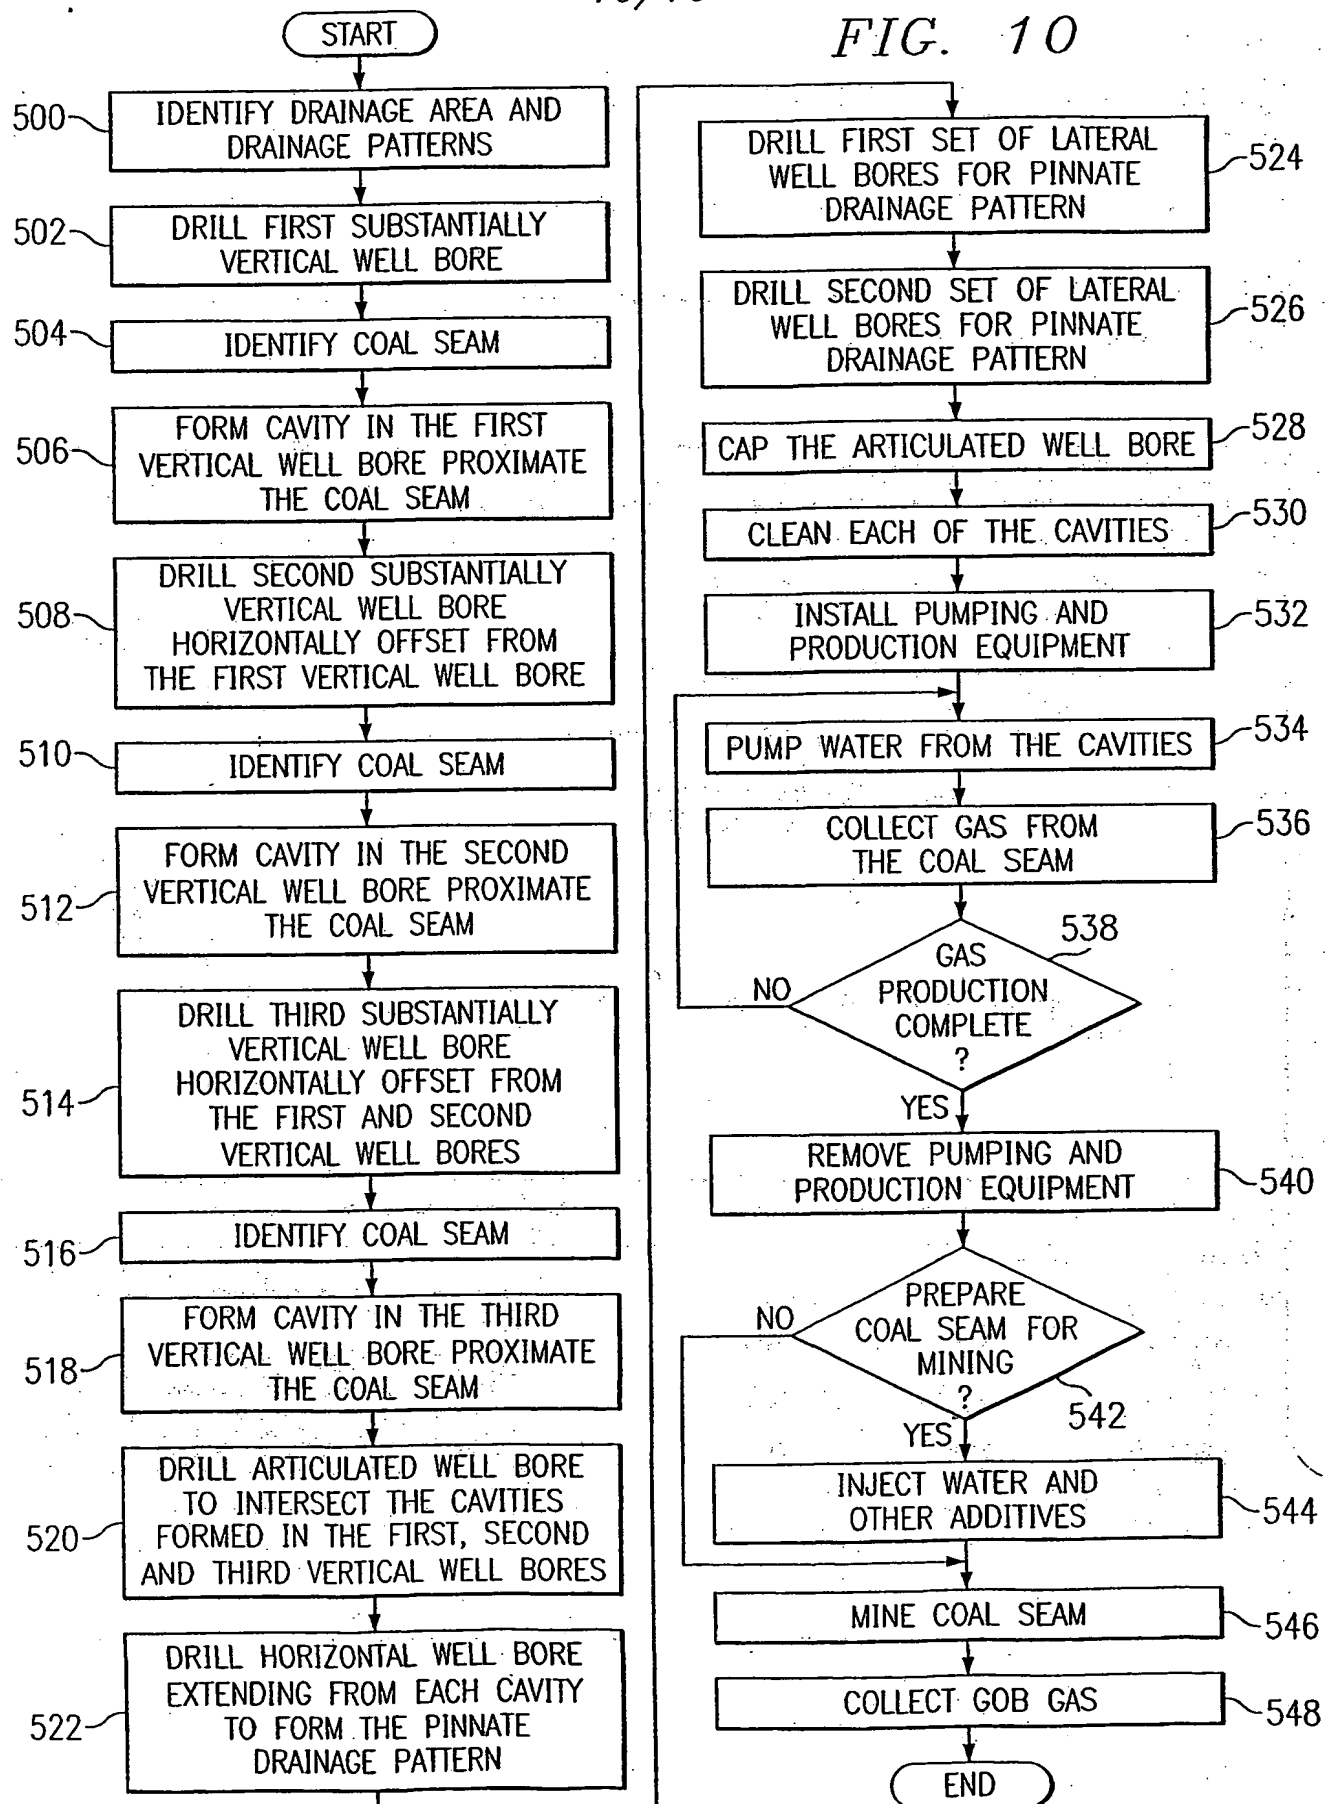 FIG. 10
START
500
IDENTIFY DRAINAGE AREA AND
DRAINAGE PATTERNS
502
DRILL FIRST SUBSTANTIALLY
VERTICAL WELL BORE
504
IDENTIFY COAL SEAM
506
FORM CAVITY IN THE FIRST
VERTICAL WELL BORE PROXIMATE
THE COAL SEAM
508
DRILL SECOND SUBSTANTIALLY
VERTICAL WELL BORE
HORIZONTALLY OFFSET FROM
THE FIRST VERTICAL WELL BORE
510
IDENTIFY COAL SEAM
512
FORM CAVITY IN THE SECOND
VERTICAL WELL BORE PROXIMATE
THE COAL SEAM
514
DRILL THIRD SUBSTANTIALLY
VERTICAL WELL BORE
HORIZONTALLY OFFSET FROM
THE FIRST AND SECOND
VERTICAL WELL BORES
516
IDENTIFY COAL SEAM
518
FORM CAVITY IN THE THIRD
VERTICAL WELL BORE PROXIMATE
THE COAL SEAM
520
DRILL ARTICULATED WELL BORE
TO INTERSECT THE CAVITIES
FORMED IN THE FIRST, SECOND
AND THIRD VERTICAL WELL BORES
522
DRILL HORIZONTAL WELL BORE
EXTENDING FROM EACH CAVITY
TO FORM THE PINNATE
DRAINAGE PATTERN
DRILL FIRST SET OF LATERAL
WELL BORES FOR PINNATE
DRAINAGE PATTERN
524
DRILL SECOND SET OF LATERAL
WELL BORES FOR PINNATE
DRAINAGE PATTERN
526
CAP THE ARTICULATED WELL BORE
528
CLEAN EACH OF THE CAVITIES
530
INSTALL PUMPING AND
PRODUCTION EQUIPMENT
532
PUMP WATER FROM THE CAVITIES
534
COLLECT GAS FROM
THE COAL SEAM
536
538
GAS
PRODUCTION
COMPLETE
?
NO
YES
REMOVE PUMPING AND
PRODUCTION EQUIPMENT
540
PREPARE
COAL SEAM FOR
MINING
?
NO
542
YES
INJECT WATER AND
OTHER ADDITIVES
544
MINE COAL SEAM
546
COLLECT GOB GAS
548
END